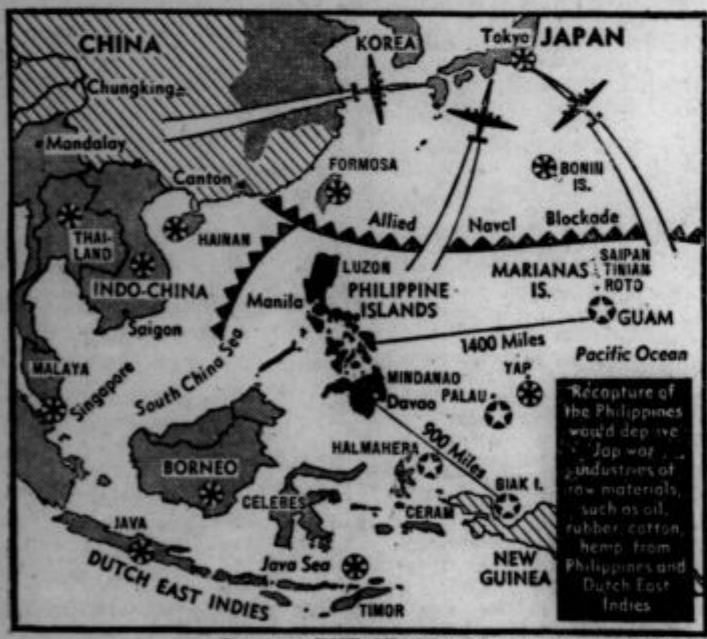 CHINA
KOREA
Tokyo
JAPAN
Chungking
Mandalay
Canton
FORMOSA
BONIN
IS.
THAI-
LAND
HAINAN
Allied Naval Blockade
INDO-CHINA
LUZON
MARIANAS
IS.
SAIPAN
TINIAN
ROTO
Manila
PHILIPPINE
ISLANDS
GUAM
Saigon
1400 Miles
Pacific Ocean
MALAYA
Singapore
South China Sea
MINDANAO
Davao
YAP
PALAU
900 Miles
HALMAHERA
BORNEO
CELEBES
CERAM
BIAK I.
JAVA
Java Sea
NEW
GUINEA
DUTCH EAST INDIES
TIMOR
Recapture of
the Philippines
would deprive
Jap war
industries of
raw materials,
such as oil,
rubber, cotton,
hemp from
Philippines and
Dutch East
Indies